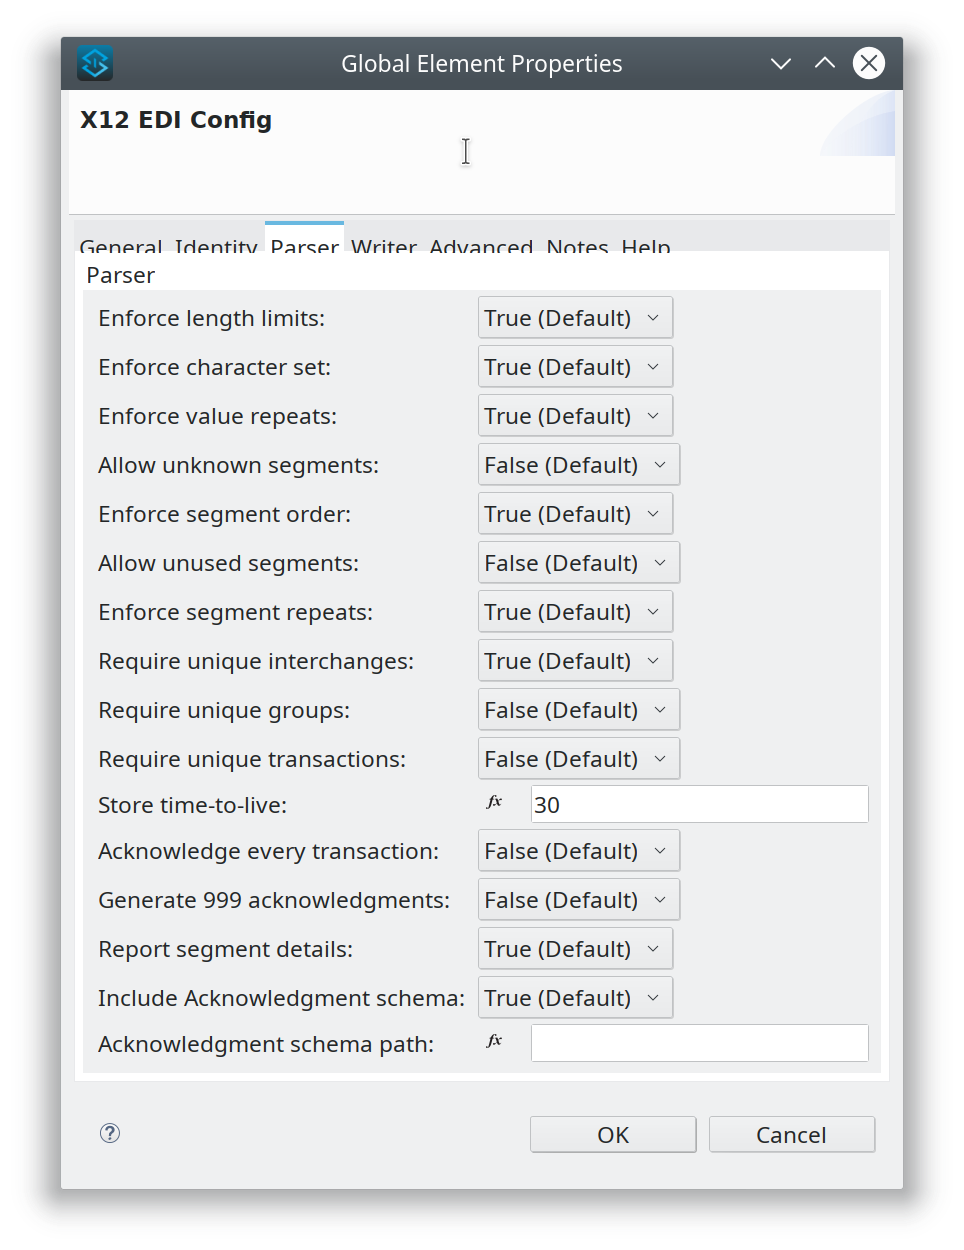 Global Element Properties
X12 EDI Config
General Identity Parser Writer Advanced Notes Help
Parser
Enforce length limits: True (Default)
Enforce character set: True (Default)
Enforce value repeats: True (Default)
Allow unknown segments: False (Default)
Enforce segment order: True (Default)
Allow unused segments: False (Default)
Enforce segment repeats: True (Default)
Require unique interchanges: True (Default)
Require unique groups: False (Default)
Require unique transactions: False (Default)
Store time-to-live: fx 30
Acknowledge every transaction: False (Default)
Generate 999 acknowledgments: False (Default)
Report segment details: True (Default)
Include Acknowledgment schema: True (Default)
Acknowledgment schema path: fx
? OK Cancel